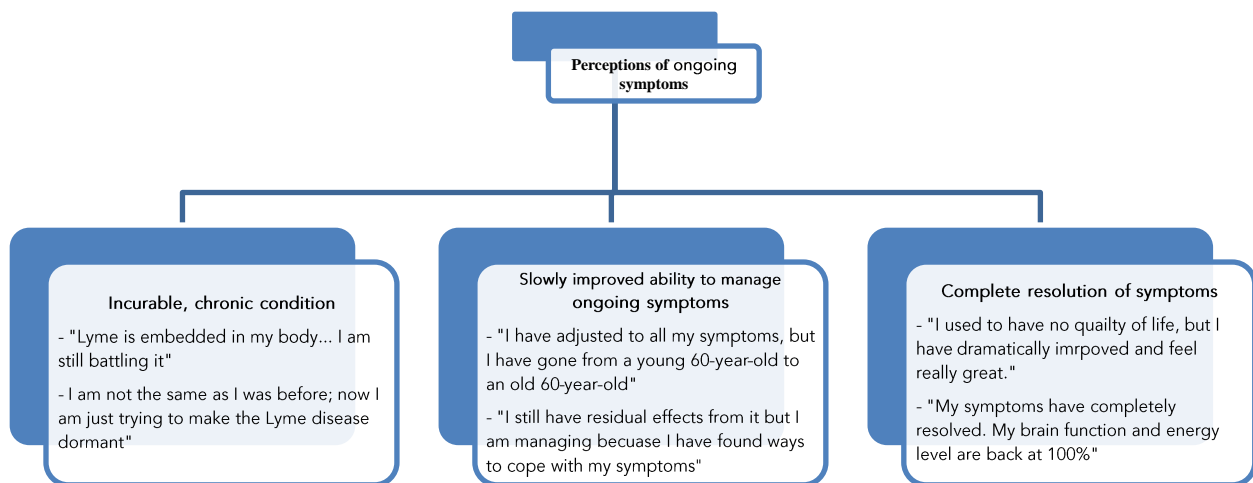 Perceptions of ongoing
symptoms
Incurable, chronic condition
- "Lyme is embedded in my body... I am
still battling it"
- I am not the same as I was before; now I
am just trying to make the Lyme disease
dormant"
Slowly improved ability to manage
ongoing symptoms
- "I have adjusted to all my symptoms, but
I have gone from a young 60-year-old to
an old 60-year-old"
- "I still have residual effects from it but I
am managing becuase I have found ways
to cope with my symptoms"
Complete resolution of symptoms
- "I used to have no quailty of life, but I
have dramatically imrpoved and feel
really great."
- "My symptoms have completely
resolved. My brain function and energy
level are back at 100%"